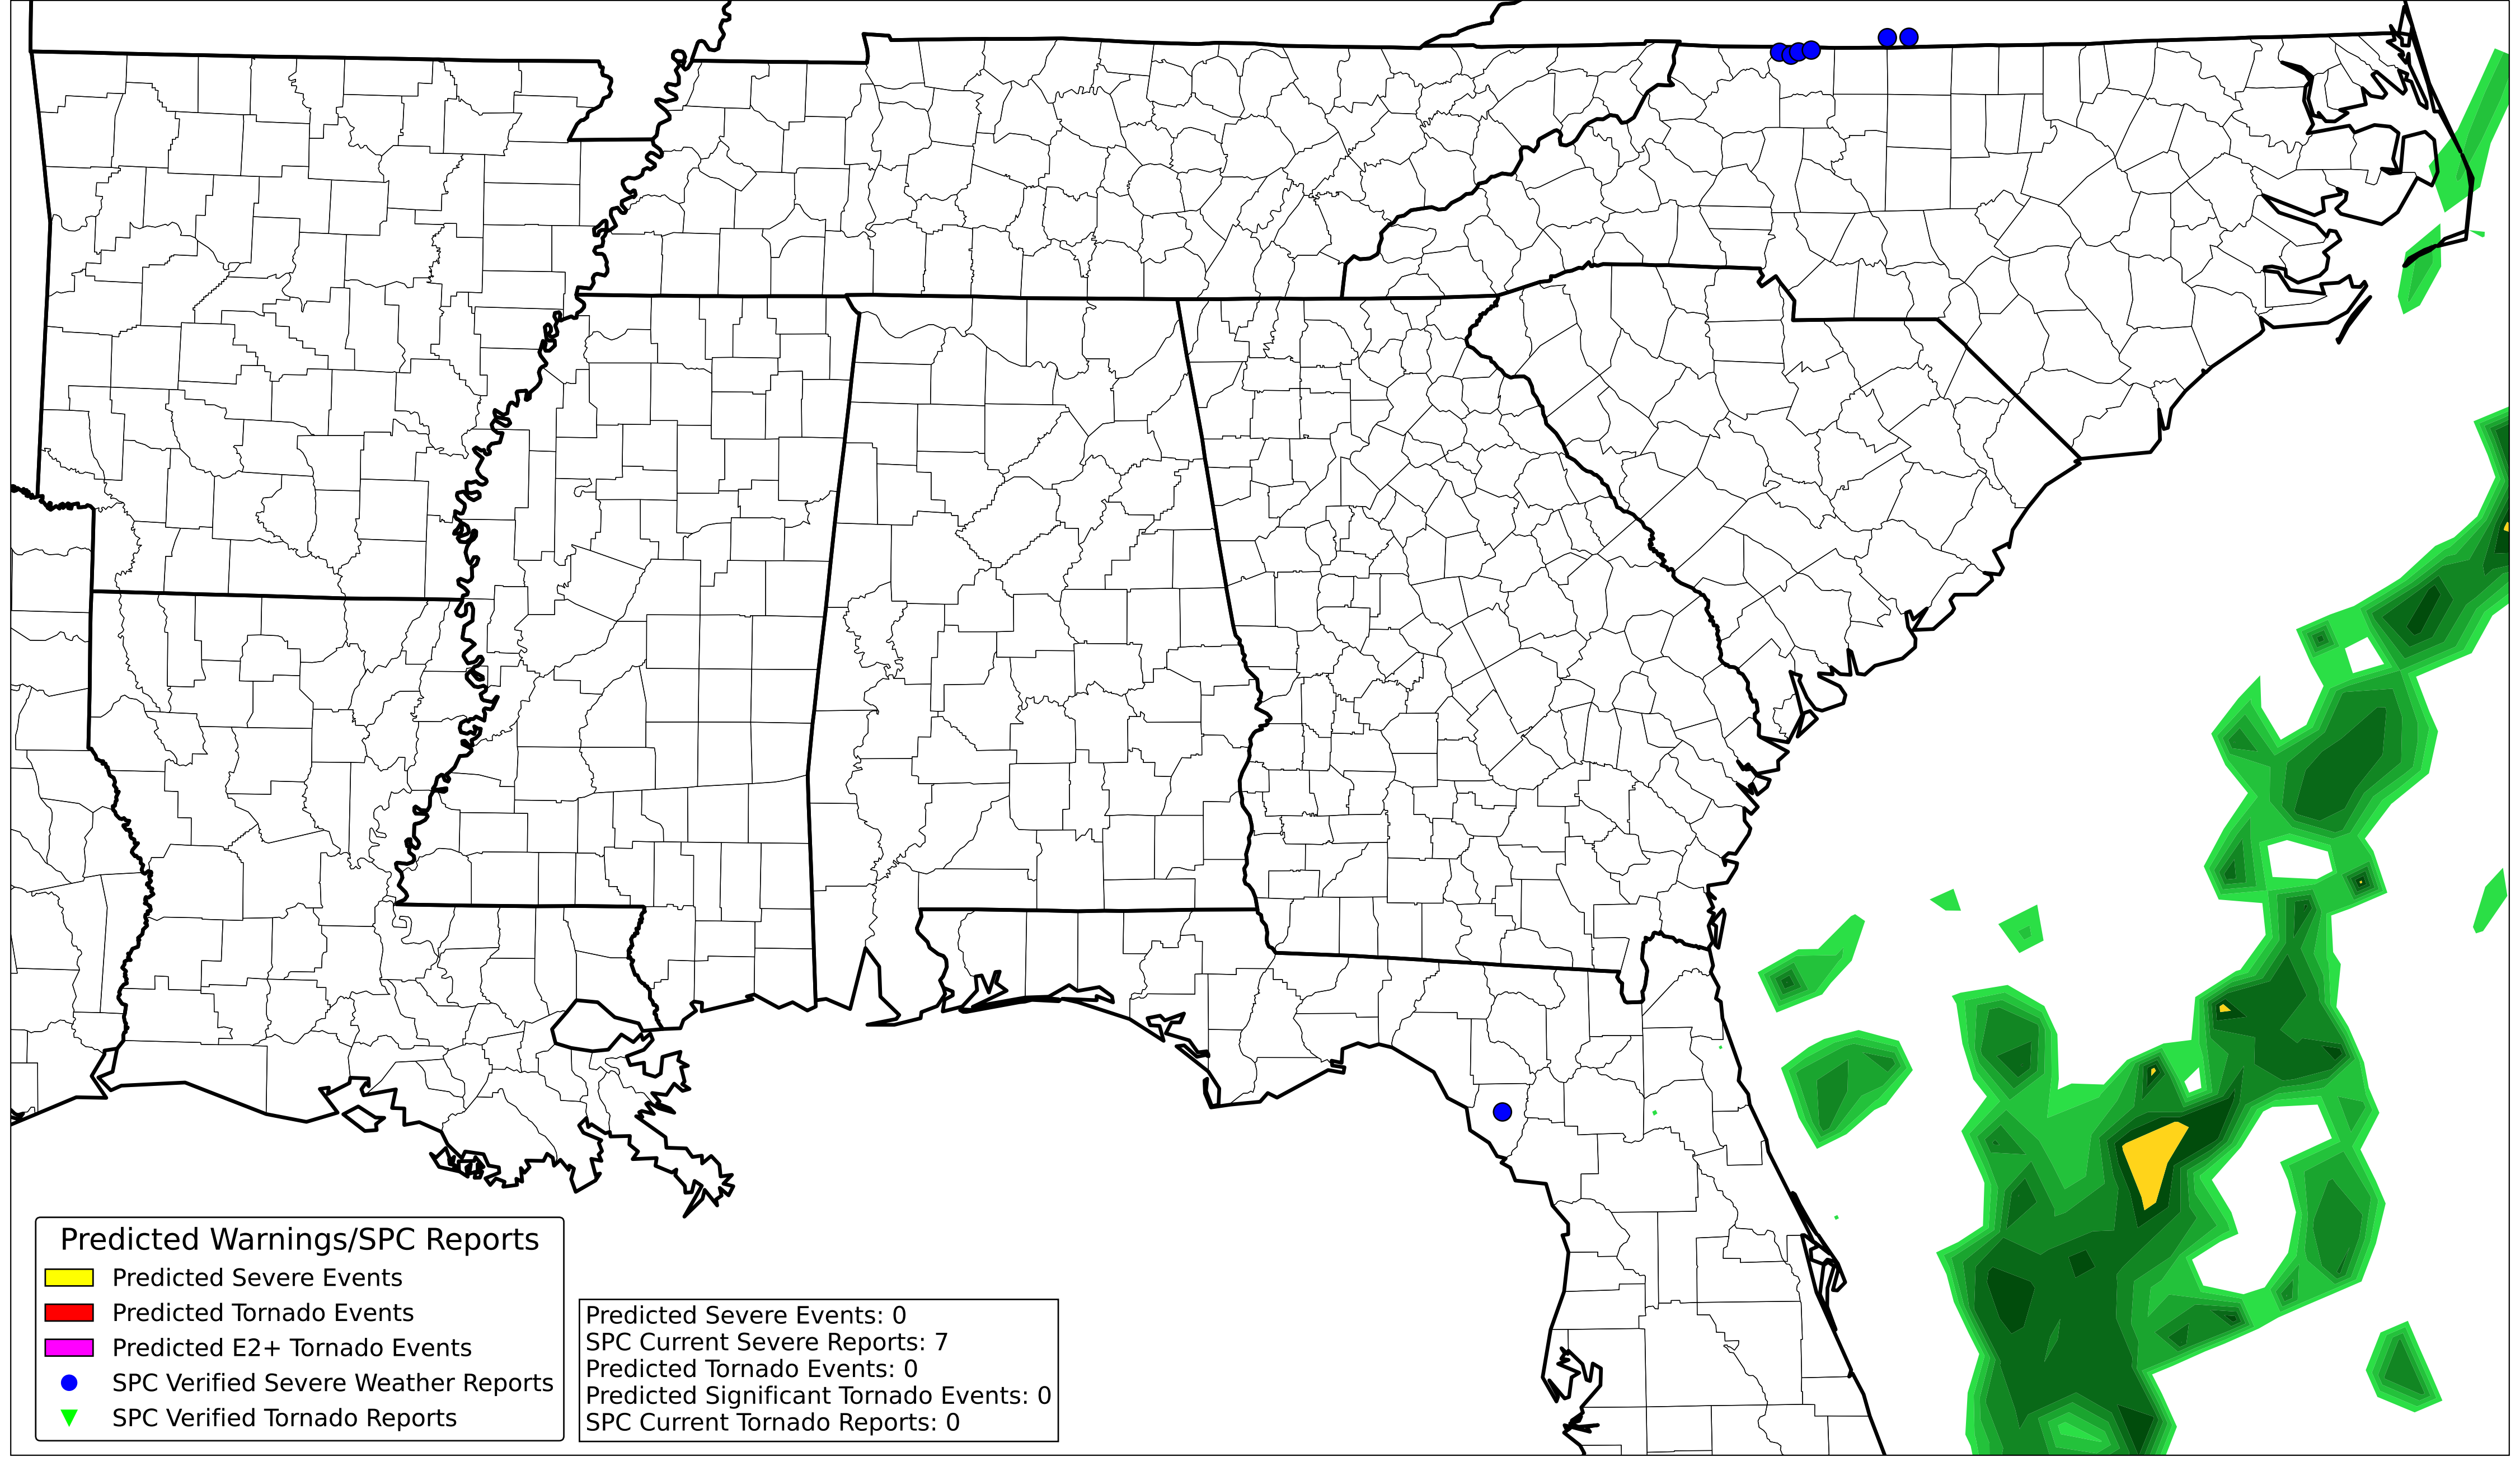 Predicted Warnings/SPC Reports
Predicted Severe Events
Predicted Tornado Events
Predicted E2+ Tornado Events
SPC Verified Severe Weather Reports
SPC Verified Tornado Reports
Predicted Severe Events: 0
SPC Current Severe Reports: 7
Predicted Tornado Events: 0
Predicted Significant Tornado Events: 0
SPC Current Tornado Reports: 0